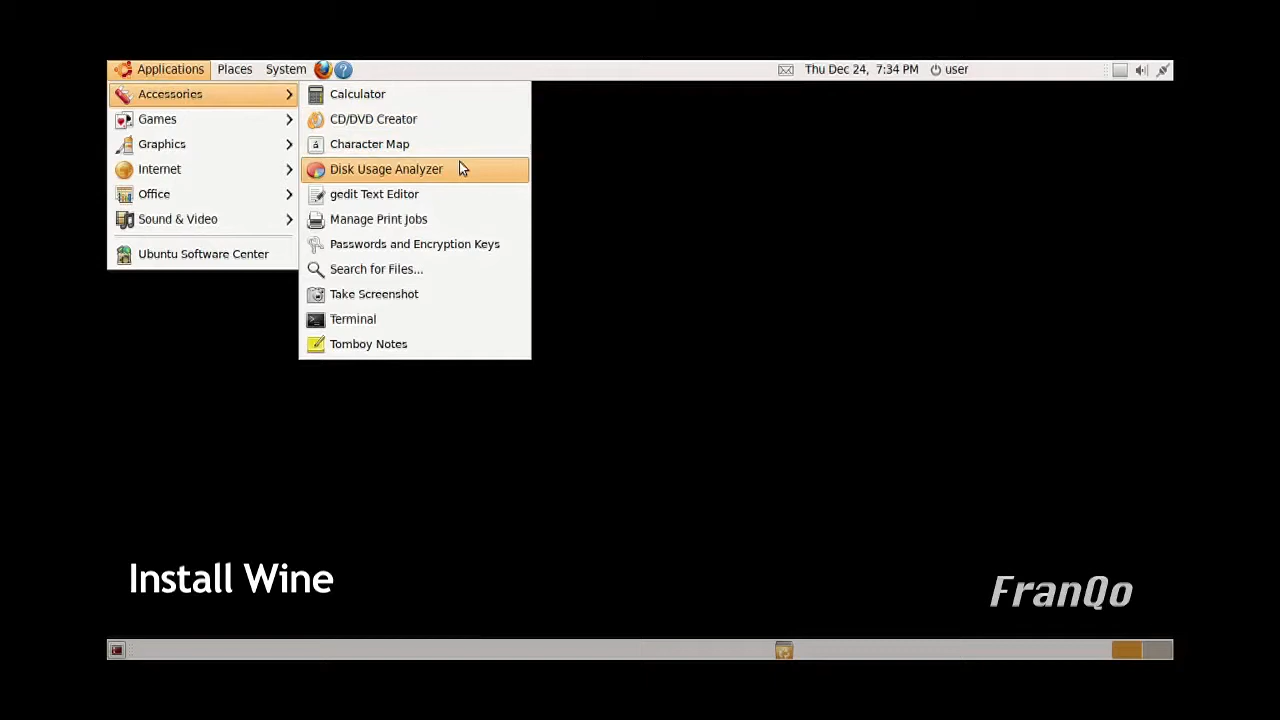 Applications Places System Thu Dec 24, 7:34 PM user
Accessories
Games
Graphics
Internet
Office
Sound & Video
Ubuntu Software Center
Calculator
CD/DVD Creator
Character Map
Disk Usage Analyzer
gedit Text Editor
Manage Print Jobs
Passwords and Encryption Keys
Search for Files...
Take Screenshot
Terminal
Tomboy Notes
Install Wine
FranQo